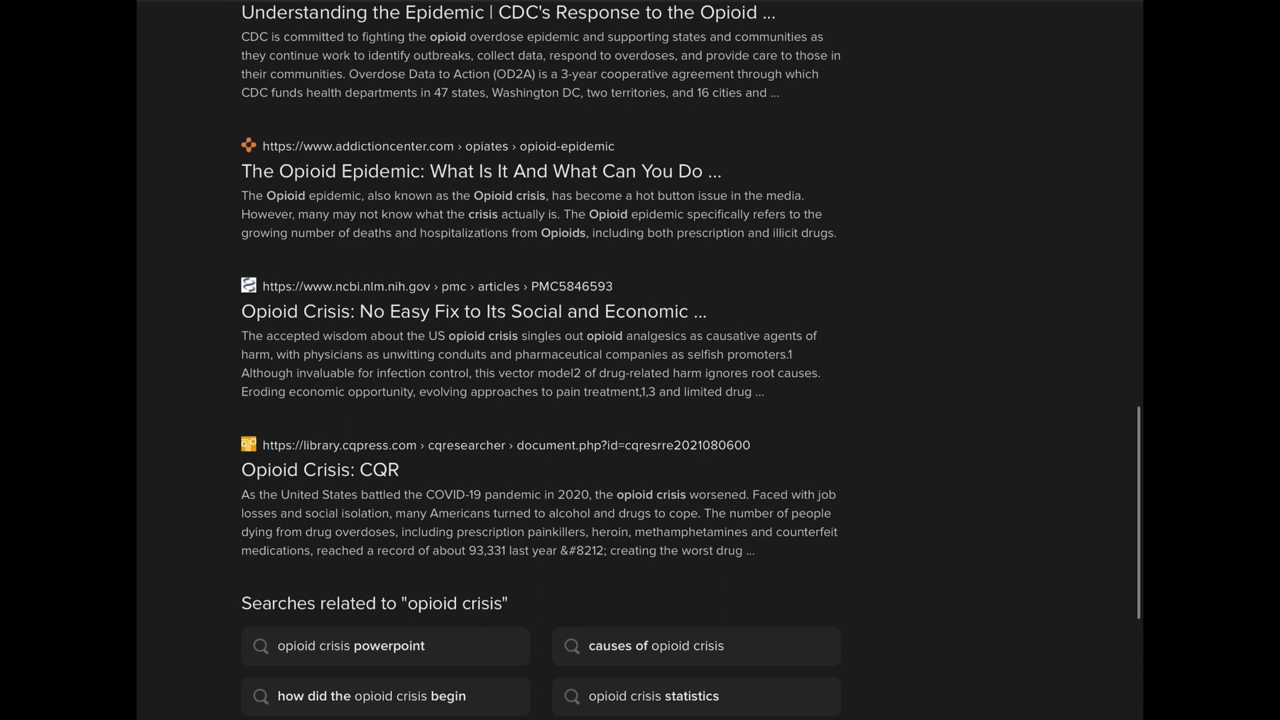 Understanding the Epidemic | CDC's Response to the Opioid ...
CDC is committed to fighting the opioid overdose epidemic and supporting states and communities as
they continue work to identify outbreaks, collect data, respond to overdoses, and provide care to those in
their communities. Overdose Data to Action (OD2A) is a 3-year cooperative agreement through which
CDC funds health departments in 47 states, Washington DC, two territories, and 16 cities and ...
https://www.addictioncenter.com › opiates › opioid-epidemic
The Opioid Epidemic: What Is It And What Can You Do ...
The Opioid epidemic, also known as the Opioid crisis, has become a hot button issue in the media.
However, many may not know what the crisis actually is. The Opioid epidemic specifically refers to the
growing number of deaths and hospitalizations from Opioids, including both prescription and illicit drugs.
https://www.ncbi.nlm.nih.gov › pmc › articles › PMC5846593
Opioid Crisis: No Easy Fix to Its Social and Economic ...
The accepted wisdom about the US opioid crisis singles out opioid analgesics as causative agents of
harm, with physicians as unwitting conduits and pharmaceutical companies as selfish promoters.1
Although invaluable for infection control, this vector model2 of drug-related harm ignores root causes.
Eroding economic opportunity, evolving approaches to pain treatment,1,3 and limited drug ...
https://library.cqpress.com › cqresearcher › document.php?id=cqresrre2021080600
Opioid Crisis: CQR
As the United States battled the COVID-19 pandemic in 2020, the opioid crisis worsened. Faced with job
losses and social isolation, many Americans turned to alcohol and drugs to cope. The number of people
dying from drug overdoses, including prescription painkillers, heroin, methamphetamines and counterfeit
medications, reached a record of about 93,331 last year &#8212; creating the worst drug ...
Searches related to "opioid crisis"
opioid crisis powerpoint
causes of opioid crisis
how did the opioid crisis begin
opioid crisis statistics